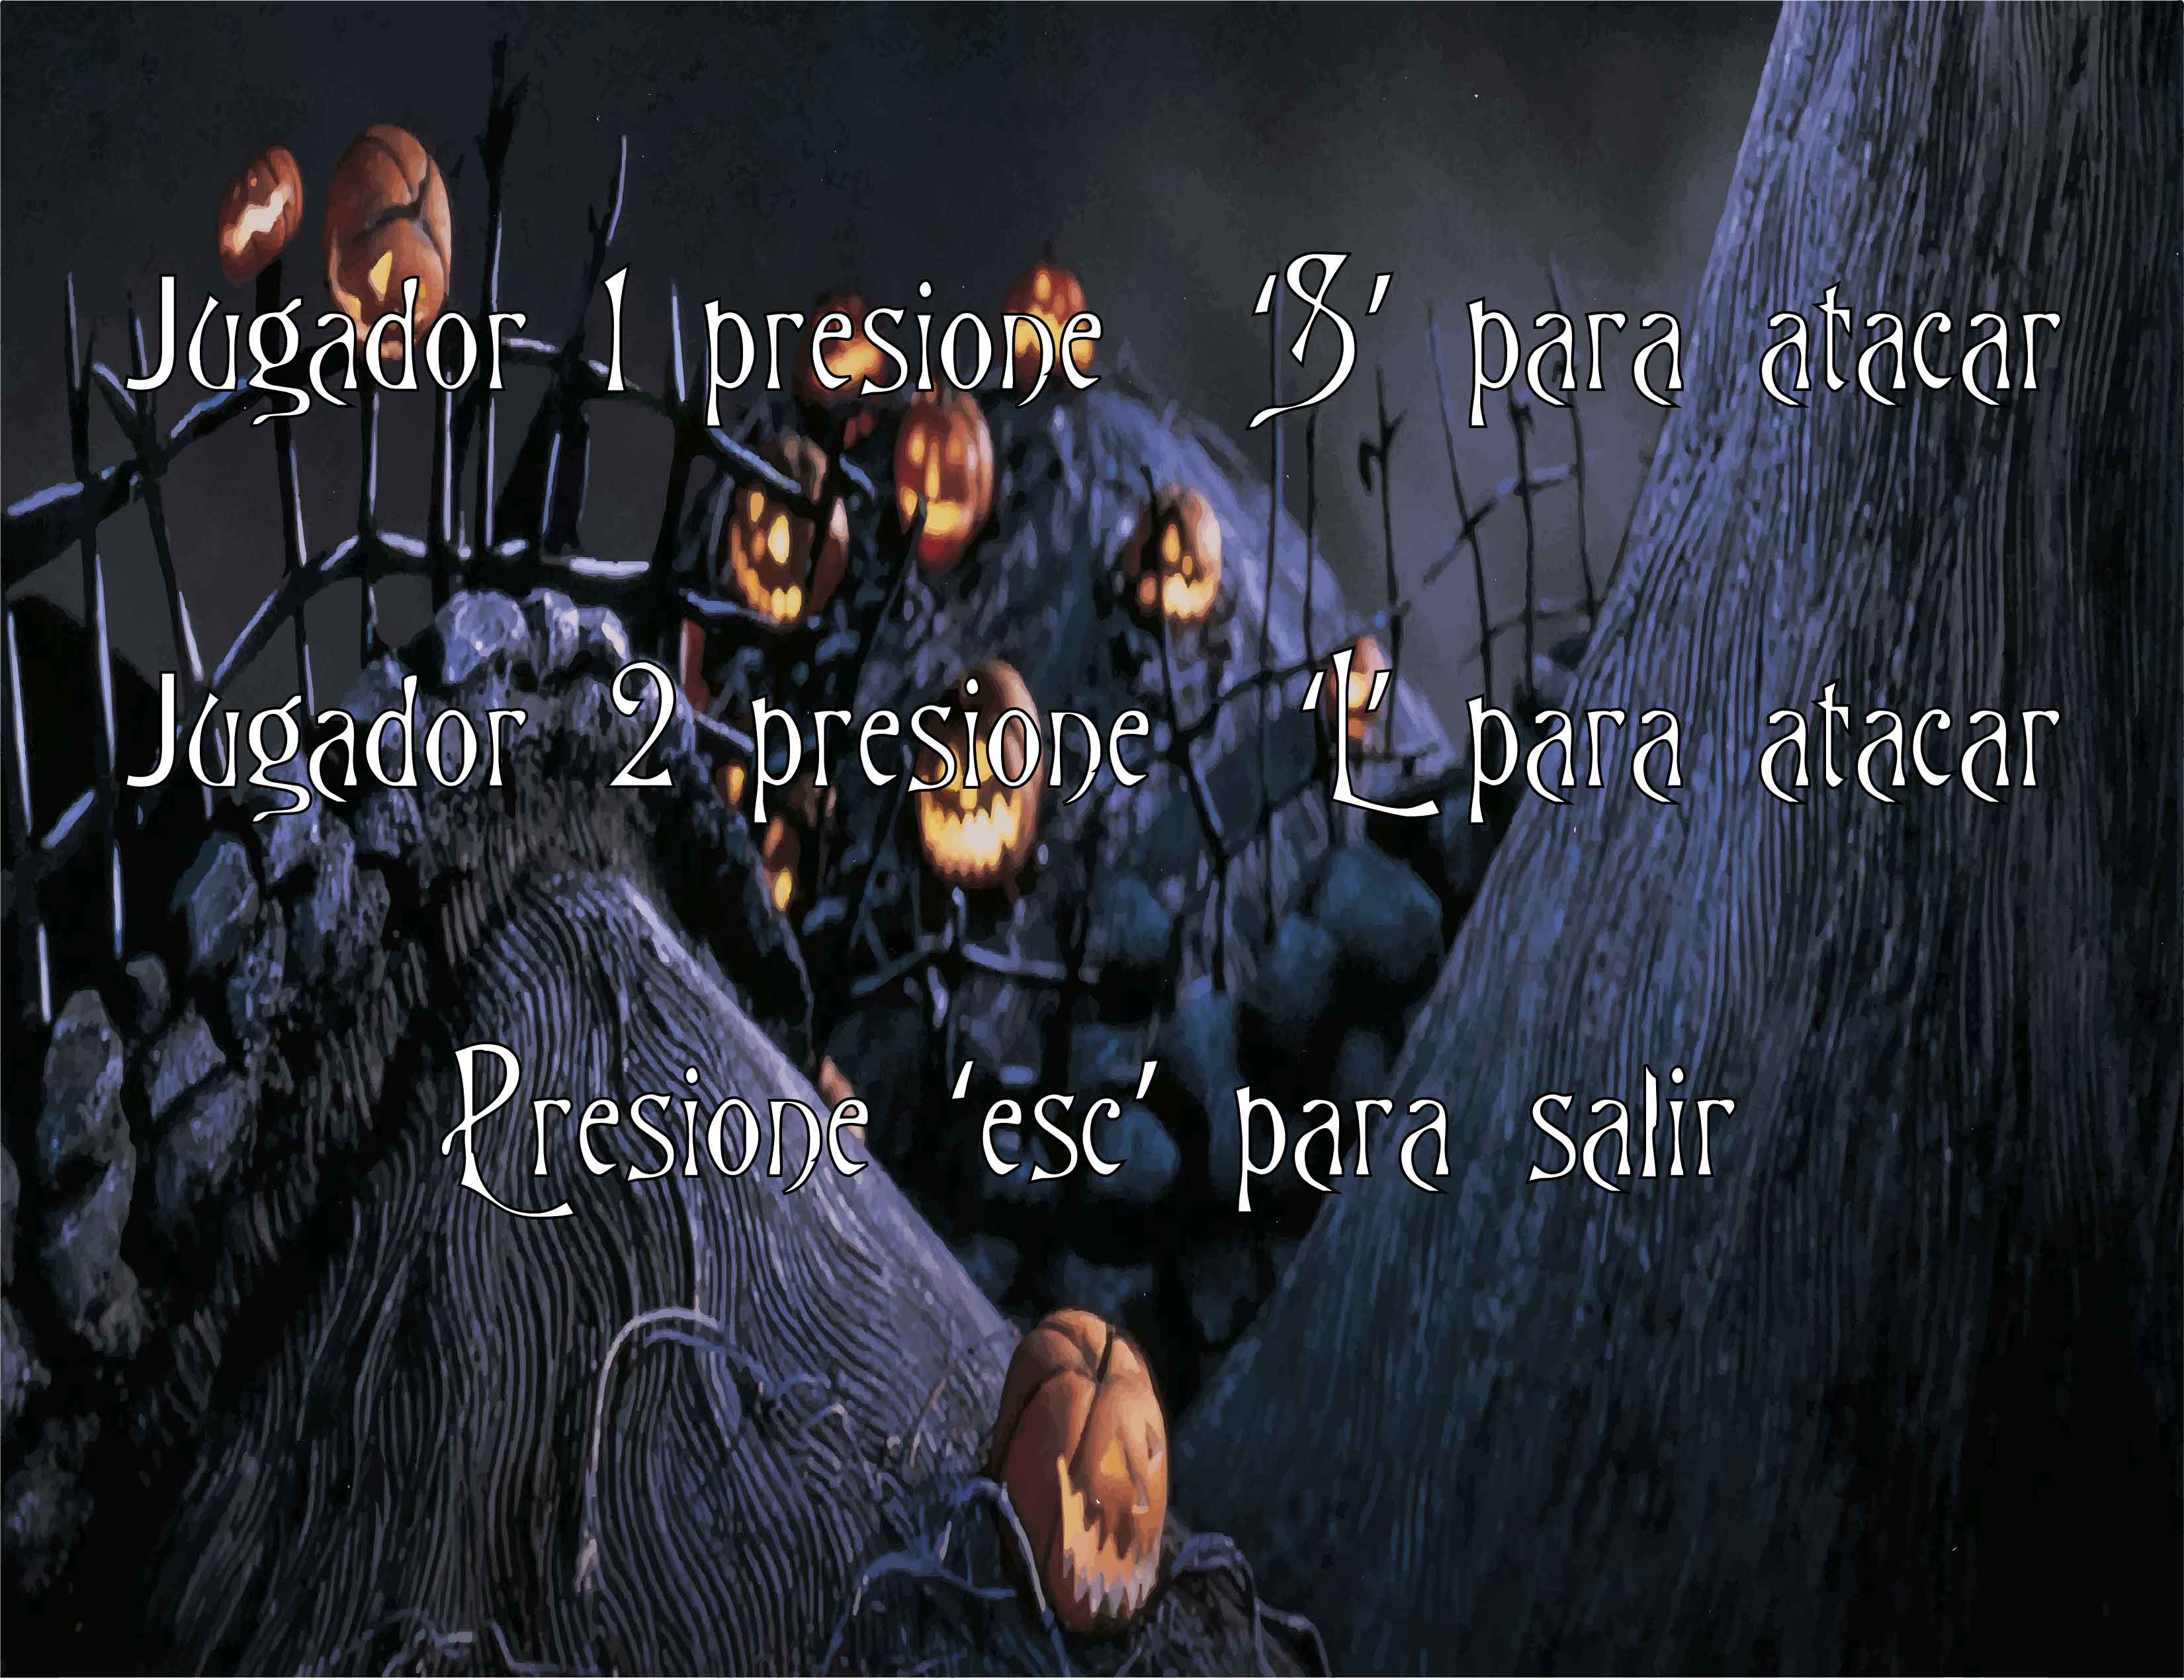 Jugador 1 presione 'S' para atacar
Jugador 2 presione 'L' para atacar
Presione 'esc' para salir